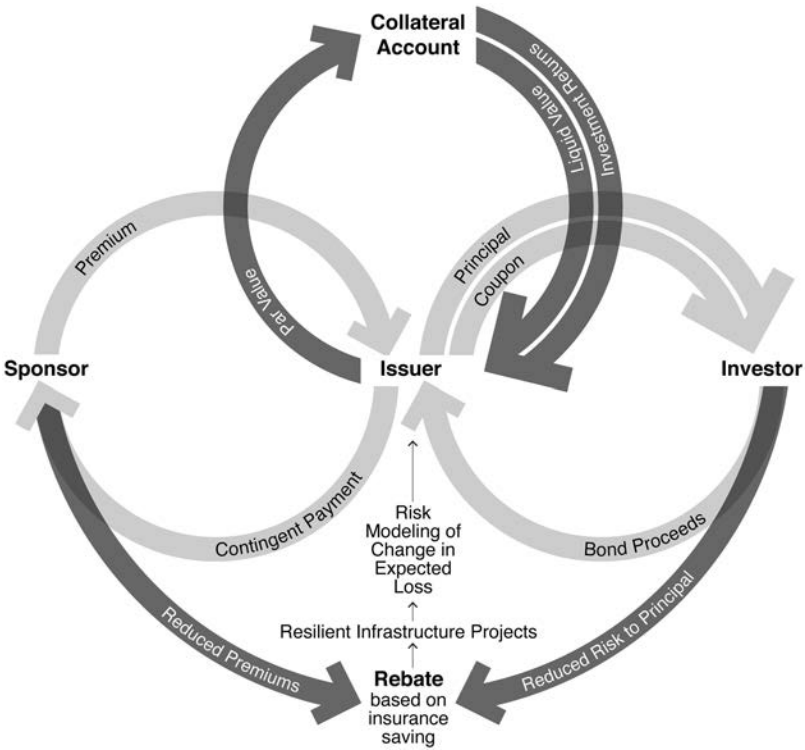 Collateral
Account
Investment Returns
Liquid Value
Premium
Par Value
Principal
Coupon
Sponsor
Issuer
Investor
Contingent Payment
Bond Proceeds
Risk
Modeling of
Change in
Expected
Loss
Resilient Infrastructure Projects
Reduced Premiums
Reduced Risk to Principal
Rebate
based on
insurance
saving